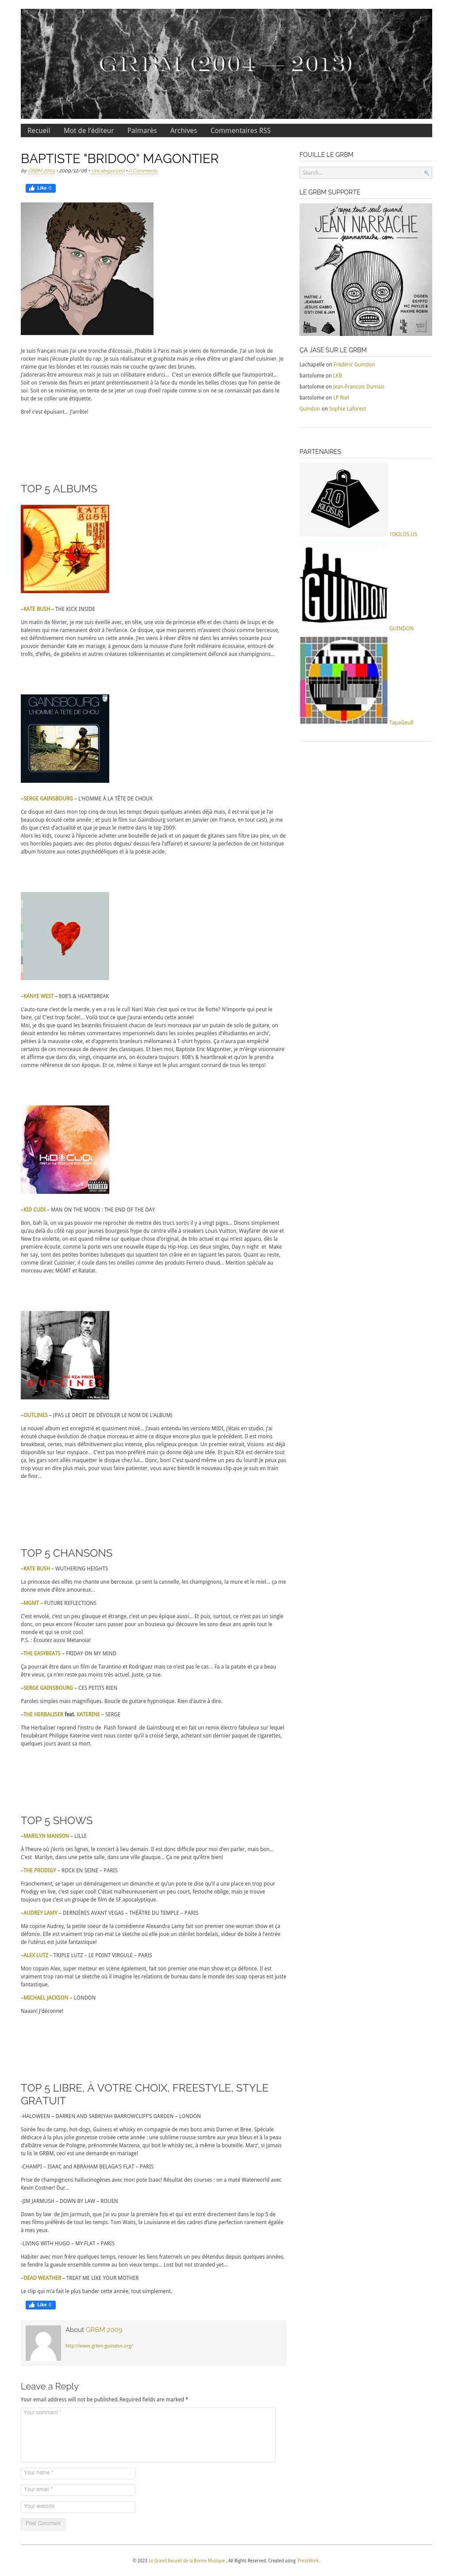 GRBM (2004 — 2013)
Recueil Mot de l'éditeur Palmarès Archives Commentaires RSS
BAPTISTE "BRIDOO" MAGONTIER
by GRBM 2009 • 2009/12/08 • Uncategorized • 0 Comments
Like 0
Je suis français mais j'ai une tronche d'écossais. J'habite à Paris mais je viens de Normandie. J'ai un look de
rocker mais j'écoute plutôt du rap. Je suis réalisateur et graphiste mais je rêve d'être un grand chef de cuisiner. Je
n'aime que les blondes et les rousses mais ne couche qu'avec des brunes.
J'adorerais être amoureux mais je suis un célibataire endurci… C'est un exercice difficile que l'autoportrait…
Soit on s'envoie des fleurs en jetant prétentieusement à la face du monde les belles choses que l'on pense de
soi. Soit on se minimise, on tente de jeter un coup d'oeil rapide comme si on ne se connaissait pas dans le
but de se coller une étiquette.
Bref c'est épuisant… J'arrête!
TOP 5 ALBUMS
–KATE BUSH – THE KICK INSIDE
Un matin de février, je me suis éveillé avec, en tête, une voix de princesse elfe et des chants de loups et de
baleines qui me ramenaient droit à l'enfance. Ce disque, que mes parents m'avaient choisi comme berceuse,
est définitivement mon numéro un cette année. J'en viens à rêver d'être né dans les années soixante pour
pouvoir demander Kate en mariage, à genoux dans la mousse d'une forêt millénaire écossaise, entouré de
trolls, d'elfes, de gobelins et autres créatures tolkienniaisnes et complètement défoncé aux champignons…
–SERGE GAINSBOURG – L'HOMME À LA TÊTE DE CHOUX
Ce disque est dans mon top cinq de tous les temps depuis quelques années déjà mais, il est vrai que je l'ai
beaucoup écouté cette année ; et puis le film sur Gainsbourg sortant en Janvier (en France, en tout cas!), je me
dis que c'est d'actualité et que je peux le mettre dans le top 2009.
Alors les kids, courez à l'épicerie acheter une bouteille de Jack et un paquet de gitanes sans filtre (au pire, un de
vos horribles paquets avec des photos degueu' dessus fera l'affaire!) et savourez la perfection de cet historique
album histoire aux notes psychédéliques et à la poésie acide.
–KANYE WEST – 808'S & HEARTBREAK
L'auto-tune c'est de la merde, y en a ras le cul! Nan! Mais c'est quoi ce truc de fiotte? N'importe qui peut le
faire, ça! C'est trop facile!… Voilà tout ce que j'aurai entendu cette année!
Moi, je dis que quand les beatniks finissaient chacun de leurs morceaux par un putain de solo de guitare, on
devait entendre les mêmes commentaires impersonnels dans les soirées peuplées d'étudiants en archi',
pétées à la mauvaise coke, et d'apprentis branleurs mélomanes à T-shirt hyposs. Ça n'aura pas empêché
certains de ces morceaux de devenir des classiques. Et bien moi, Baptiste Eric Magontier, je m'érige visionnaire
et affirme que dans dix, vingt, cinquante ans, on écoutera toujours 808's & heartbreak et qu'on le prendra
comme référence de son époque. Et ce, même si Kanye est le plus arrogant connard de tous les temps!
–KID CUDI – MAN ON THE MOON : THE END OF THE DAY
Bon, bah là, on va pas pouvoir me reprocher de mettre des trucs sortis il y a vingt piges… Disons simplement
qu'au delà du côté rap pour jeunes bourgeois hype du centre ville à sneakers Louis Vuitton, Wayfarer de vue et
New Era violette, on est quand même sur quelque chose d'original, de très actuel et qui m'est apparu, dès la
première écoute, comme la porte vers une nouvelle étape du Hip-Hop. Les deux singles, Day n night et Make
her say, sont des petites bombes tubesques qui squattent ton crâne en en taguant les parois. Quant au reste,
comme dirait Cuizinier, il coule dans tes oreilles comme des produits Ferrero chaud… Mention spéciale au
morceau avec MGMT et Ratatat.
–OUTLINES – (PAS LE DROIT DE DÉVOILER LE NOM DE L'ALBUM)
Le nouvel album est enregistré et quasiment mixé… J'avais entendu les versions MIDI, j'étais en studio, j'ai
écouté chaque évolution de chaque morceau et aime ce disque encore plus que le précédent. Il est moins
breakbeat, certes, mais définitivement plus intense, plus religieux presque. Un premier extrait, Visions est déjà
disponible sur leur myspace… C'est pas mon préféré mais ça donne déjà une idée. Et puis RZA est derrière tout
ça, les gars sont allés maquetter le disque chez lui… Donc, bon! C'est quand même un peu du lourd! Je peux pas
trop vous en dire plus mais, pour vous faire patienter, vous aurez bientôt le nouveau clip que je suis en train
de finir…
TOP 5 CHANSONS
–KATE BUSH – WUTHERING HEIGHTS
La princesse des elfes me chante une berceuse. ça sent la cannelle, les champignons, la mure et le miel… ça me
donne envie d'être amoureux…
–MGMT – FUTURE REFLECTIONS
C'est envolé, c'est un peu glauque et étrange, c'est un peu épique aussi… Et puis, surtout, ce n'est pas un single
donc, on peux encore l'écouter sans passer pour un bouseux qui découvre les sons deux ans après tout le
monde et qui se croit cool.
P.S. : Écoutez aussi Metanoia!
–THE EASYBEATS – FRIDAY ON MY MIND
Ça pourrait être dans un film de Tarantino et Rodriguez mais ce n'est pas le cas… Fa a la patate et ça a beau
être vieux, ça n'en reste pas moins très actuel. Juste, ça tue.
–SERGE GAINSBOURG – CES PETITS RIEN
Paroles simples mais magnifiques. Boucle de guitare hypnotique. Rien d'autre à dire.
–THE HERBALISER feat. KATERINE – SERGE
The Herbaliser reprend l'instru de Flash forward de Gainsbourg et en fait un remix électro fabuleux sur lequel
l'exubérant Philippe Katerine vient nous conter qu'il a croisé Serge, achetant son dernier paquet de cigarettes,
quelques jours avant sa mort.
TOP 5 SHOWS
–MARILYN MANSON – LILLE
À l'heure où j'écris ces lignes, le concert à lieu demain. Il est donc difficile pour moi d'en parler, mais bon…
C'est Marilyn, dans une petite salle, dans une ville glauque… Ça ne peut qu'être bien!
–THE PRODIGY – ROCK EN SEINE – PARIS
Franchement, se taper un déménagement un dimanche et qu'un pote te dise qu'il a une place en trop pour
Prodigy en live, c'est super cool! C'était malheureusement un peu court, festoche oblige, mais je trouve
toujours que c'est un groupe de film de SF apocalyptique.
–AUDREY LAMY – DERNIÈRES AVANT VEGAS – THÉÂTRE DU TEMPLE – PARIS
Ma copine Audrey, la petite soeur de la comédienne Alexandra Lamy fait son premier one-woman show et ça
déonne. Elle est vraiment trop ran-ma! Le sketche où elle joue un stérilet bordelais, videur de boîte à l'entrée
de l'utérus est juste fantastique!
–ALEX LUTZ – TRIPLE LUTZ – LE POINT VIRGULE – PARIS
Mon copain Alex, super metteur en scène également, fait son premier one-man show et ça défonce. Il est
vraiment trop ran-ma! Le sketche où il imagine les relations de bureau dans le monde des soap operas est juste
fantastique.
–MICHAEL JACKSON – LONDON
Naaan! J'déconne!
TOP 5 LIBRE, À VOTRE CHOIX, FREESTYLE, STYLE
GRATUIT
-HALOWEEN – DARREN AND SABRIYAH BARROWCLIFF'S GARDEN – LONDON
Soirée feu de camp, hot-dogs, Guiness et whisky en compagnie de mes bons amis Darren et Bree. Spéciale
dédicace à la plus jolie gonzesse croisée cette année : une sublime rousse sombre aux yeux bleus et à la peau
d'albâtre venue de Pologne, prénommée Marzena, qui boit le whisky sec, à même la bouteille. Marz', si jamais
tu lis le GRBM, ceci est une demande en mariage!
-CHAMPI – ISAAC and ABRAHAM BELAGA'S FLAT – PARIS
Prise de champignons hallucinogènes avec mon pote Isaac! Résultat des courses : on a maté Waterworld avec
Kevin Costner! Dur…
-JIM JARMUSH – DOWN BY LAW – ROUEN
Down by law de Jim Jarmush, que j'ai vu pour la première fois et qui est entré directement dans le top 5 de
mes films préférés de tout les temps. Tom Waits, la Louisianne et des cadres d'une perfection rarement égalée
à mes yeux.
-LIVING WITH HUGO – MY FLAT – PARIS
Habiter avec mon frère quelques temps, renouer les liens fraternels un peu détendus depuis quelques années,
se fendre la gueule ensemble comme au bon vieux temps… Lost but not stranded yet…
–DEAD WEATHER – TREAT ME LIKE YOUR MOTHER
Le clip qui m'a fait le plus bander cette année, tout simplement.
Like 0
About GRBM 2009
http://www.grbm.guindon.org/
Leave a Reply
Your email address will not be published.Required fields are marked *
Your comment *
Your name *
Your email *
Your website
Post Comment
FOUILLE LE GRBM
Search...
LE GRBM SUPPORTE
j'rappe tout seul quand
JEAN NARRACHE
jeannarrache.com
MAÎTRE J
JEANBART
JESUIS GABBO
OSTI ONE & JAM
OGDEN
EGYPTO
MC PHYLIS &
MAXIME ROBIN
ÇA JASE SUR LE GRBM
Lachapelle on Frédéric Guindon
bartolome on LKB
bartolome on Jean-Francois Dumais
bartolome on LP Riel
Guindon on Sophie Laforest
PARTENAIRES
10
KILOS.US
10KILOS.US
GUINDON
GUINDON
TapaGeuR
KATE BUSH
GAINSBOURG
L'HOMME A TETE DE CHOU
KiD CuDi
RZA PRESENTS
OUTLINES
© 2023 Le Grand Recueil de la Bonne Musique . All Rights Reserved. Created using PressWork.